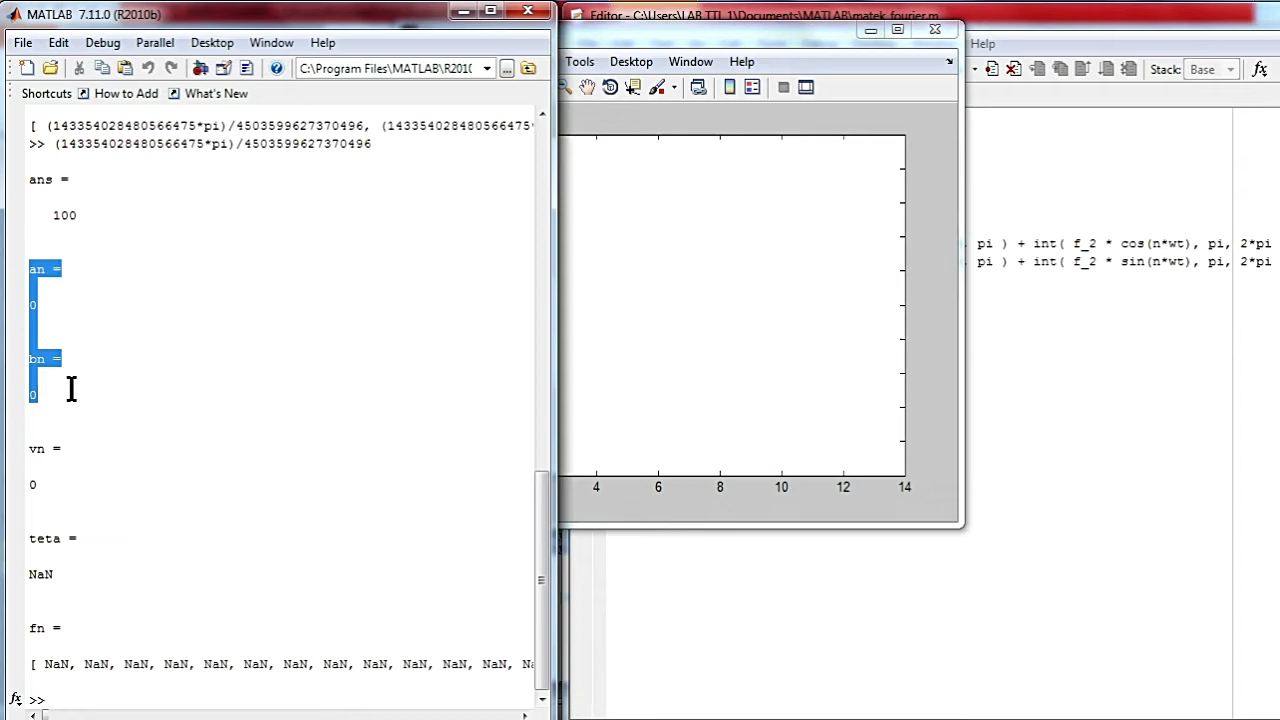 MATLAB 7.11.0 (R2010b)
Editor - C:\Users\LAB TTL 1\Documents\MATLAB\matek_fourier.m
File Edit Debug Parallel Desktop Window Help
Tools Desktop Window Help
Help
C:\Program Files\MATLAB\R201(
Stack: Base
fx
Shortcuts How to Add What's New
[ (143354028480566475*pi)/4503599627370496, (143354028480566475*
>> (143354028480566475*pi)/4503599627370496
ans =
100
an =
0
bn =
0
vn =
0
teta =
NaN
fn =
[ NaN, NaN, NaN, NaN, NaN, NaN, NaN, NaN, NaN, NaN, NaN, NaN, Na
fx >>
4 6 8 10 12 14
pi ) + int( f_2 * cos(n*wt), pi, 2*pi
pi ) + int( f_2 * sin(n*wt), pi, 2*pi